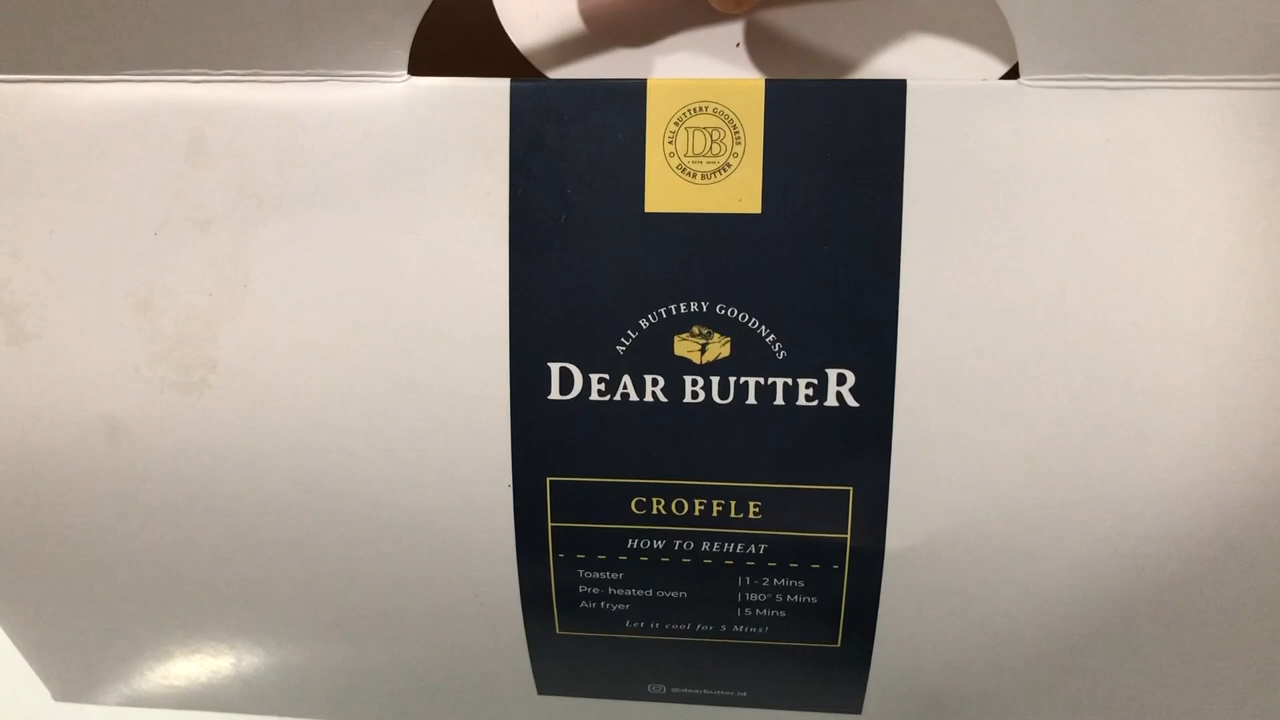 ALL BUTTERY GOODNESS
DB
DEAR BUTTER
ALL BUTTERY GOODNESS
DEAR BUTTER
CROFFLE
HOW TO REHEAT
Toaster | 1 - 2 Mins
Pre- heated oven | 180° 5 Mins
Air fryer | 5 Mins
Let it cool for 5 Mins!
@dearbutter.id